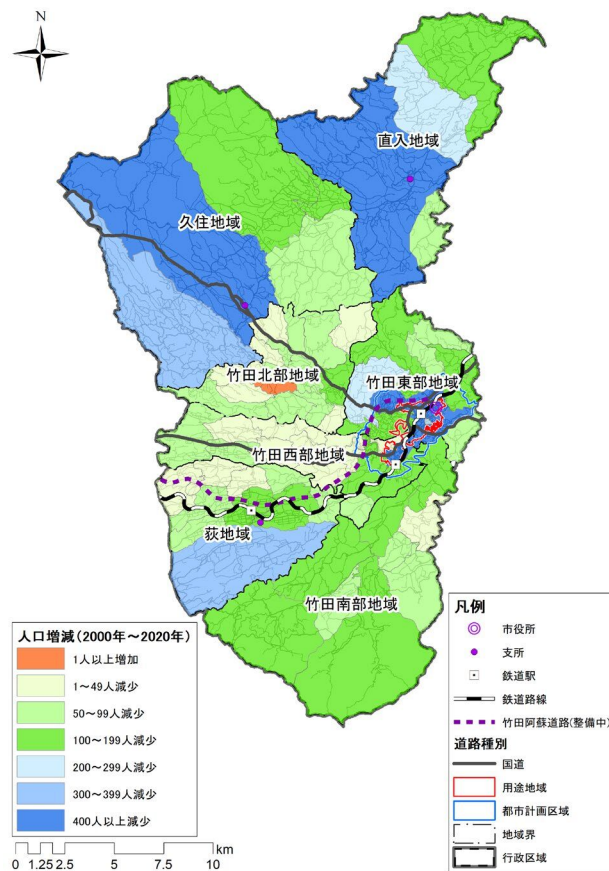 N
直入地域
久住地域
竹田北部地域
竹田東部地域
竹田西部地域
荻地域
竹田南部地域
人口増減(2000年~2020年)
1人以上増加
1~49人減少
50~99人減少
100~199人減少
200~299人減少
300~399人減少
400人以上減少
km
0 1.25 2.5 5 7.5 10
凡例
市役所
支所
鉄道駅
鉄道路線
竹田阿蘇道路(整備中)
道路種別
国道
用途地域
都市計画区域
地域界
行政区域